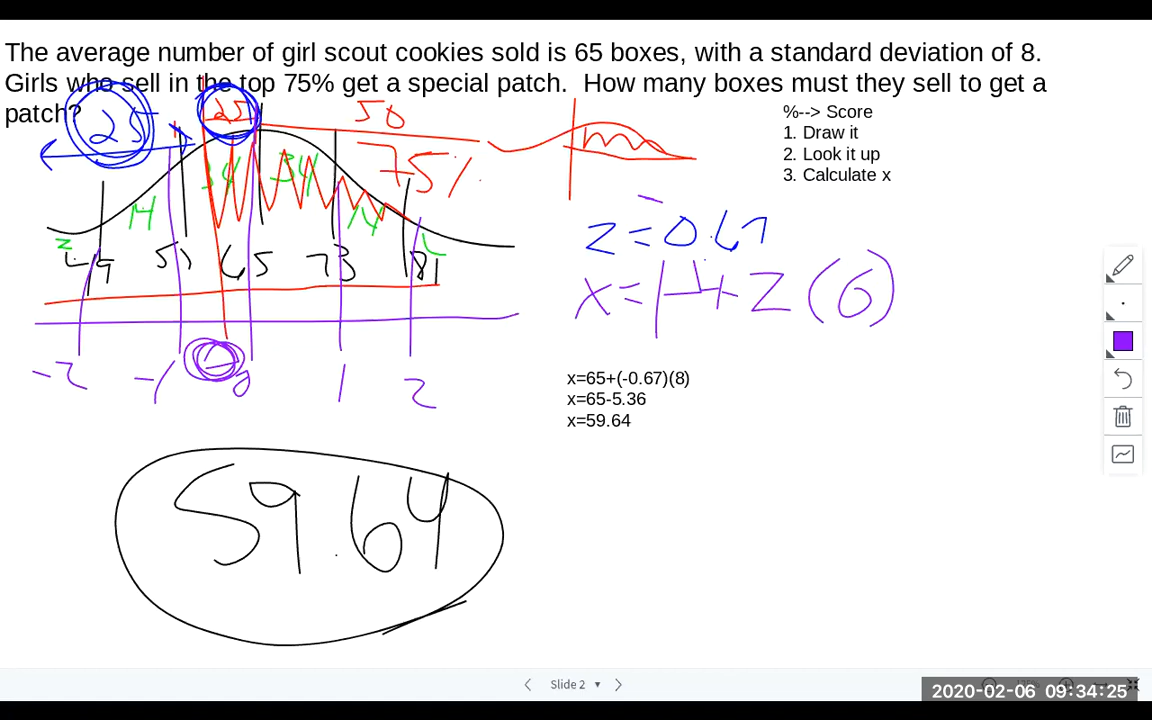 The average number of girl scout cookies sold is 65 boxes, with a standard deviation of 8.
Girls who sell in the top 75% get a special patch. How many boxes must they sell to get a
patch?
25
25
50
75%
%--> Score
1. Draw it
2. Look it up
3. Calculate x
34
34
14
14
2
49
57
65
73
81
z=-0.67
x=μ+z(6)
-2
-1
0
1
2
x=65+(-0.67)(8)
x=65-5.36
x=59.64
59.64
Slide 2
2020-02-06 09:34:25